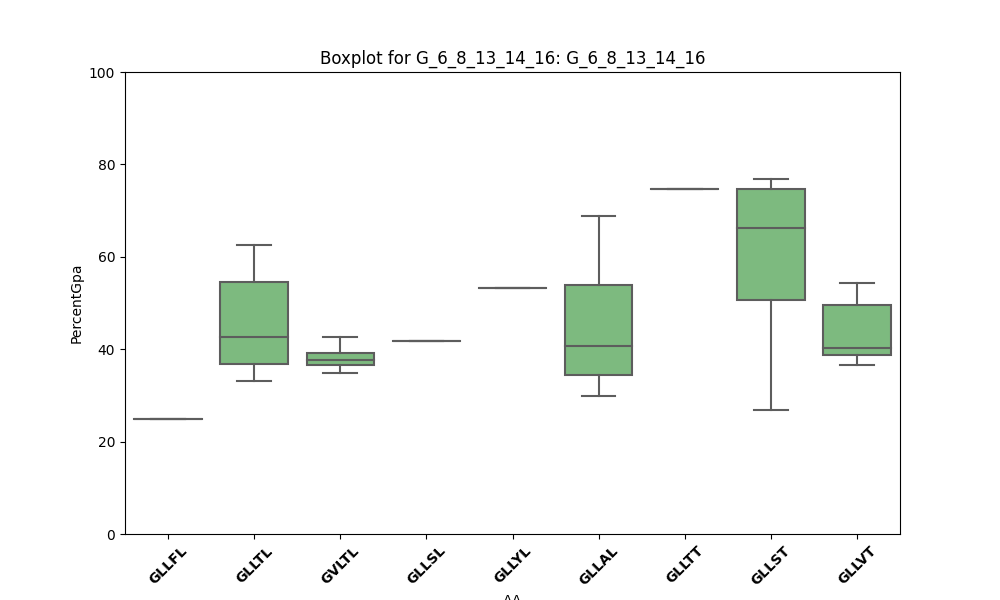 Boxplot for G_6_8_13_14_16: G_6_8_13_14_16
100
80
60
40
20
0
PercentGpa
GLLFL
GLLTL
GVLTL
GLLSL
GLLYL
GLLAL
GLLTT
GLLST
GLLVT
AA